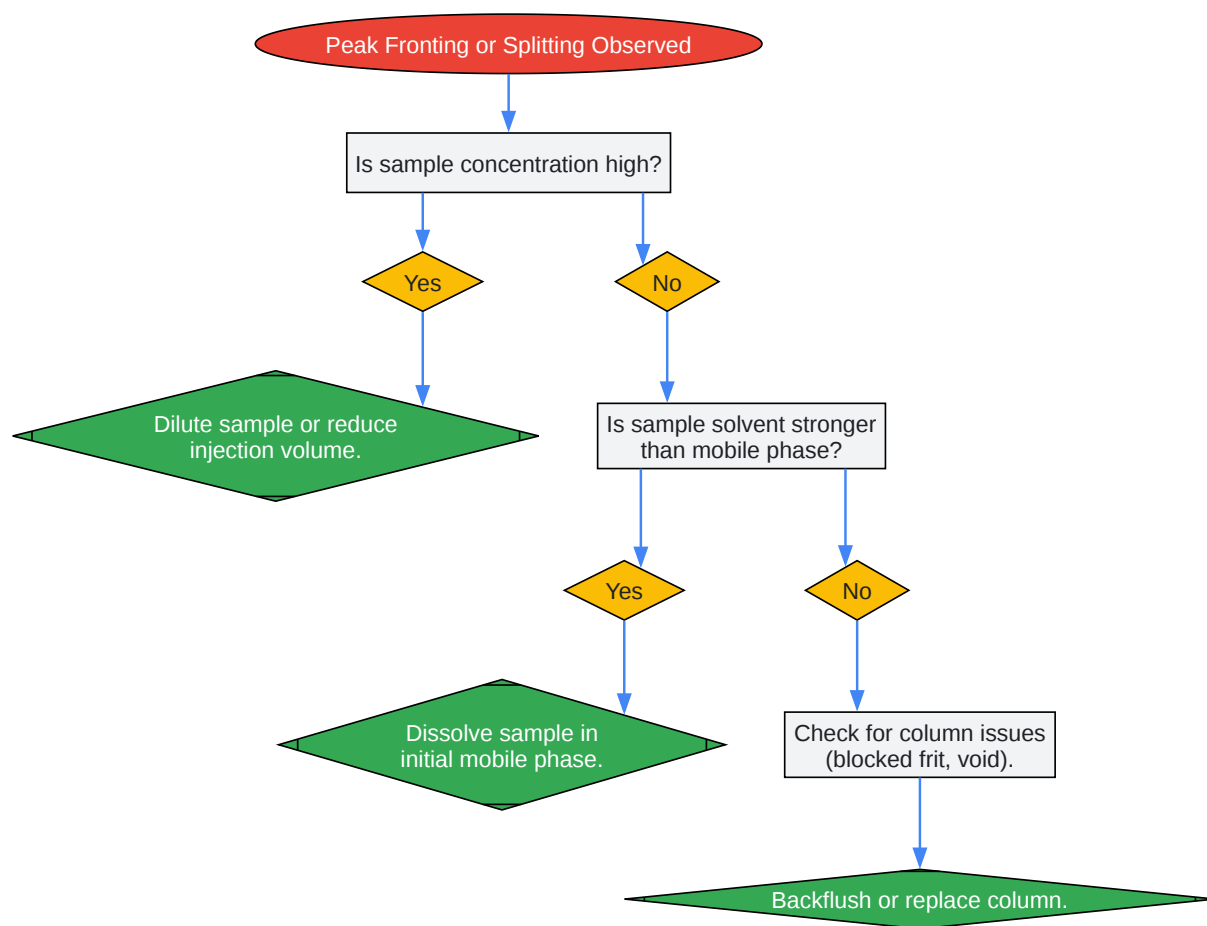 Peak Fronting or Splitting Observed
Is sample concentration high?
Yes
No
Dilute sample or reduce
injection volume.
Is sample solvent stronger
than mobile phase?
Yes
No
Dissolve sample in
initial mobile phase.
Check for column issues
(blocked frit, void).
Backflush or replace column.